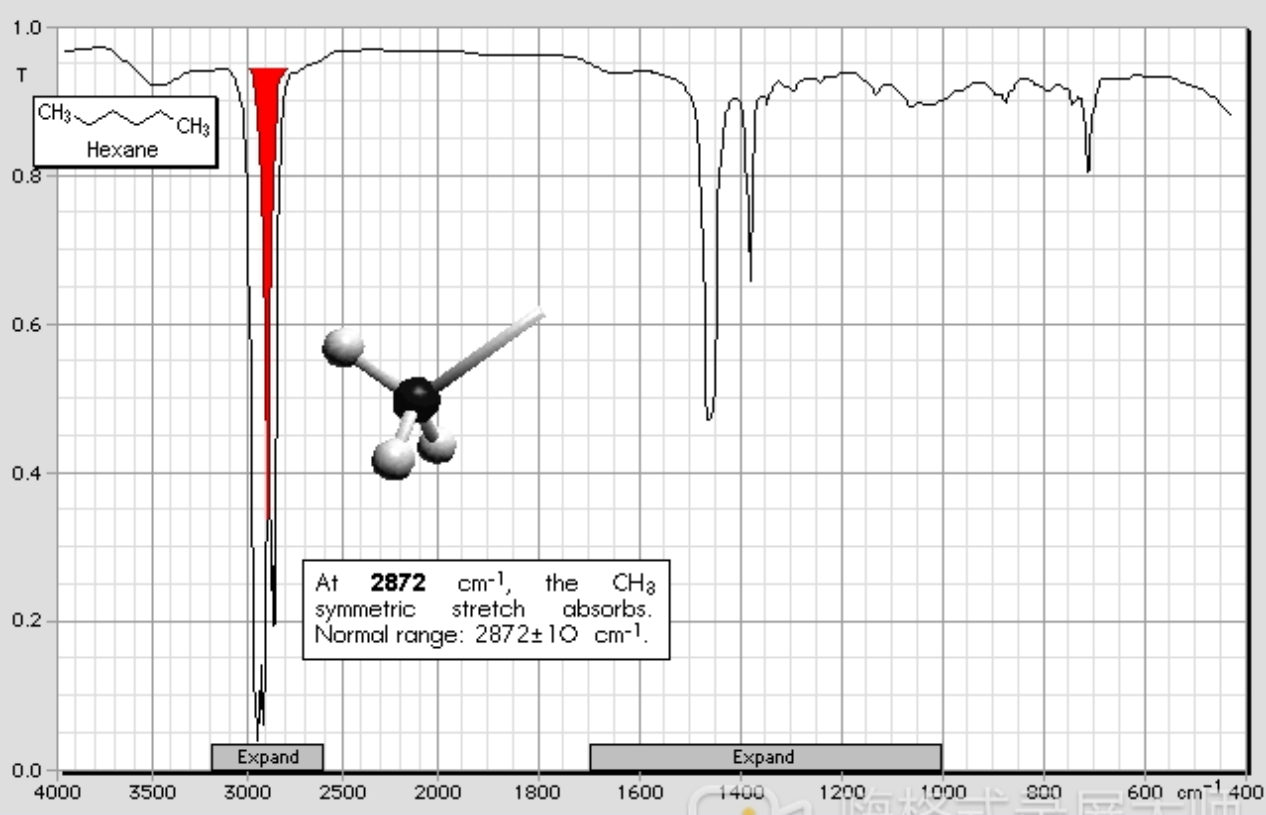 1.0
T
CH3
CH3
Hexane
0.8
0.6
0.4
At 2872 cm-1, the CH3
symmetric stretch absorbs.
Normal range: 2872±10 cm-1.
0.2
Expand Expand
0.0
4000 3500 3000 2500 2000 1800 1600 1400 1200 1000 800 600 cm-1 400